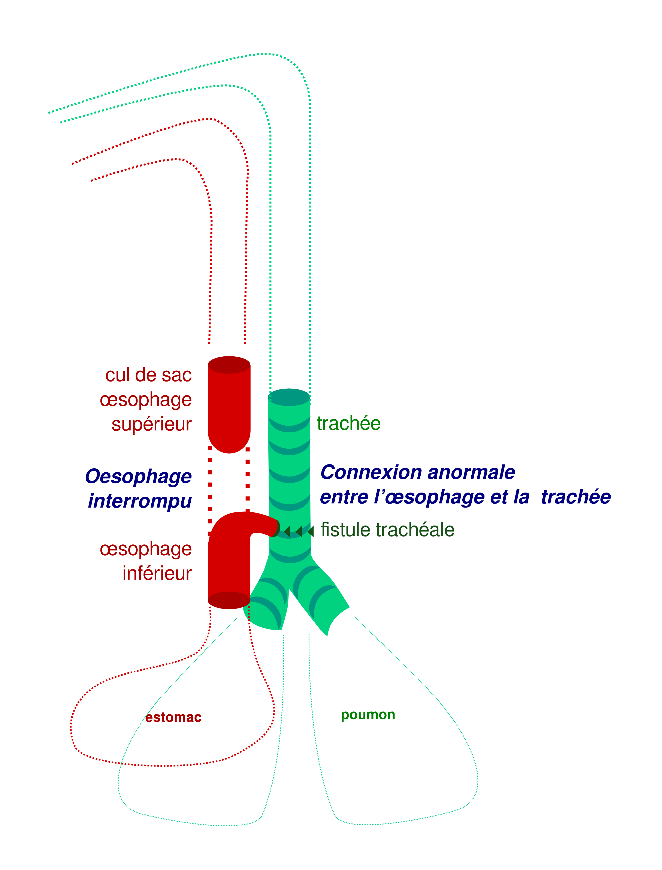 cul de sac
œsophage
supérieur
trachée
Oesophage
interrompu
Connexion anormale
entre l'œsophage et la trachée
fistule trachéale
œsophage
inférieur
estomac
poumon